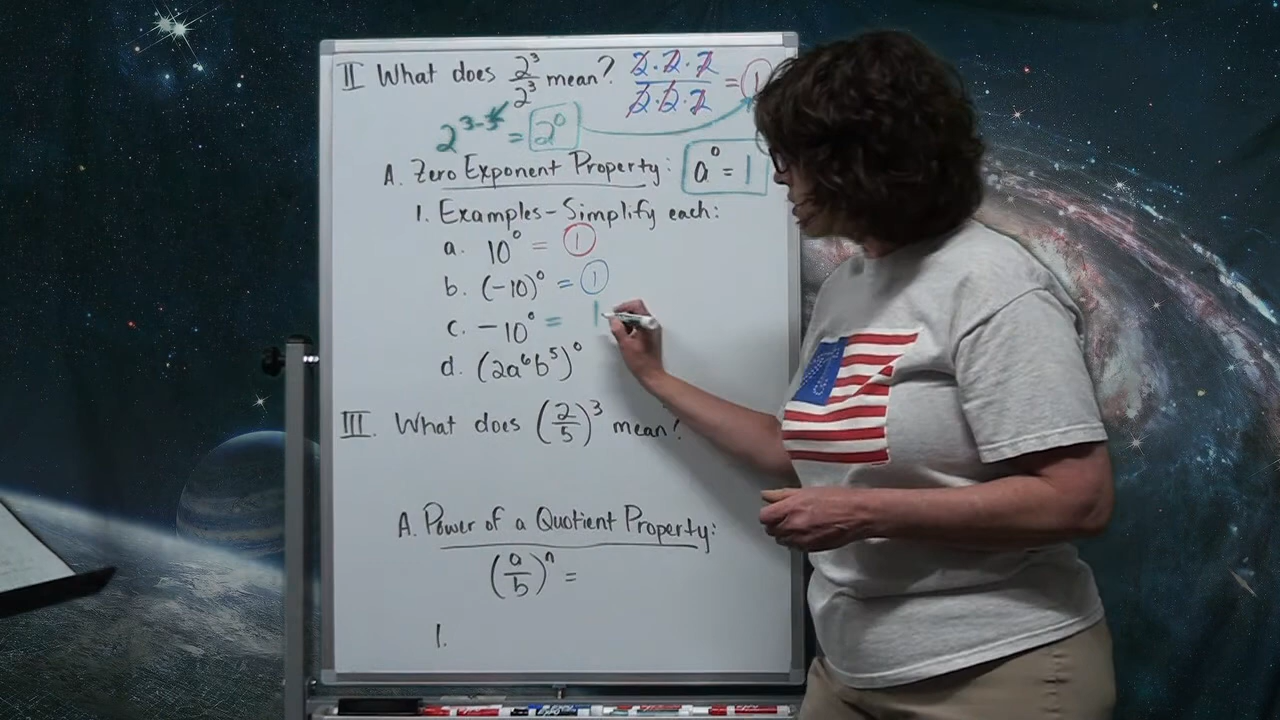 II What does 2³/2³ mean? 2·2·2/2·2·2 = 1
2³⁻³ = 2⁰
A. Zero Exponent Property: a⁰ = 1
1. Examples - Simplify each:
a. 10⁰ = 1
b. (-10)⁰ = 1
c. -10⁰ = 1
d. (2a⁶b⁵)⁰
III. What does (2/5)³ mean?
A. Power of a Quotient Property:
(a/b)ⁿ =
1.